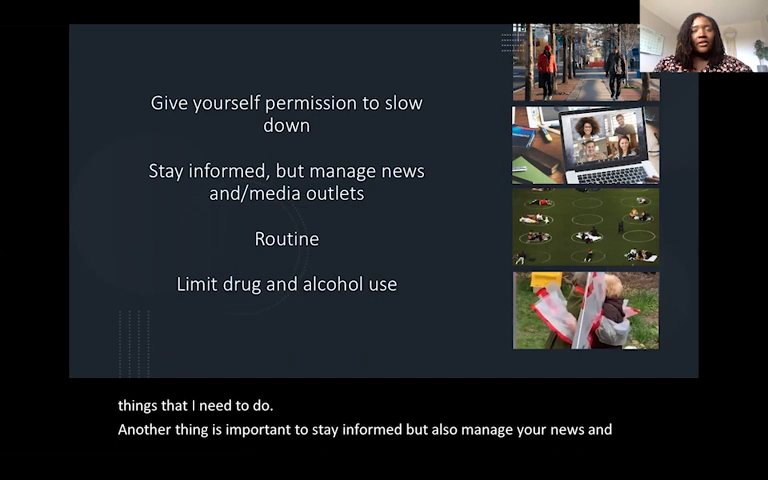 Give yourself permission to slow
down
Stay informed, but manage news
and/media outlets
Routine
Limit drug and alcohol use
things that I need to do.
Another thing is important to stay informed but also manage your news and